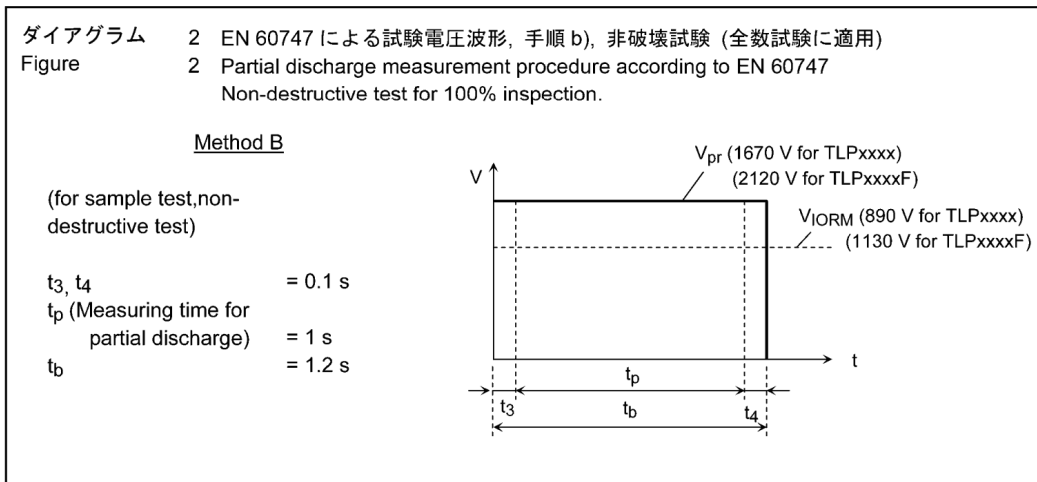 ダイアグラム 2 EN 60747 による試験電圧波形, 手順 b), 非破壊試験 (全数試験に適用)
Figure 2 Partial discharge measurement procedure according to EN 60747
Non-destructive test for 100% inspection.
Method B
(for sample test,non-
destructive test)
t3, t4 = 0.1 s
tp (Measuring time for
partial discharge) = 1 s
tb = 1.2 s
V
Vpr (1670 V for TLPxxxx)
(2120 V for TLPxxxxF)
VIORM (890 V for TLPxxxx)
(1130 V for TLPxxxxF)
t
tp
t3
tb
t4